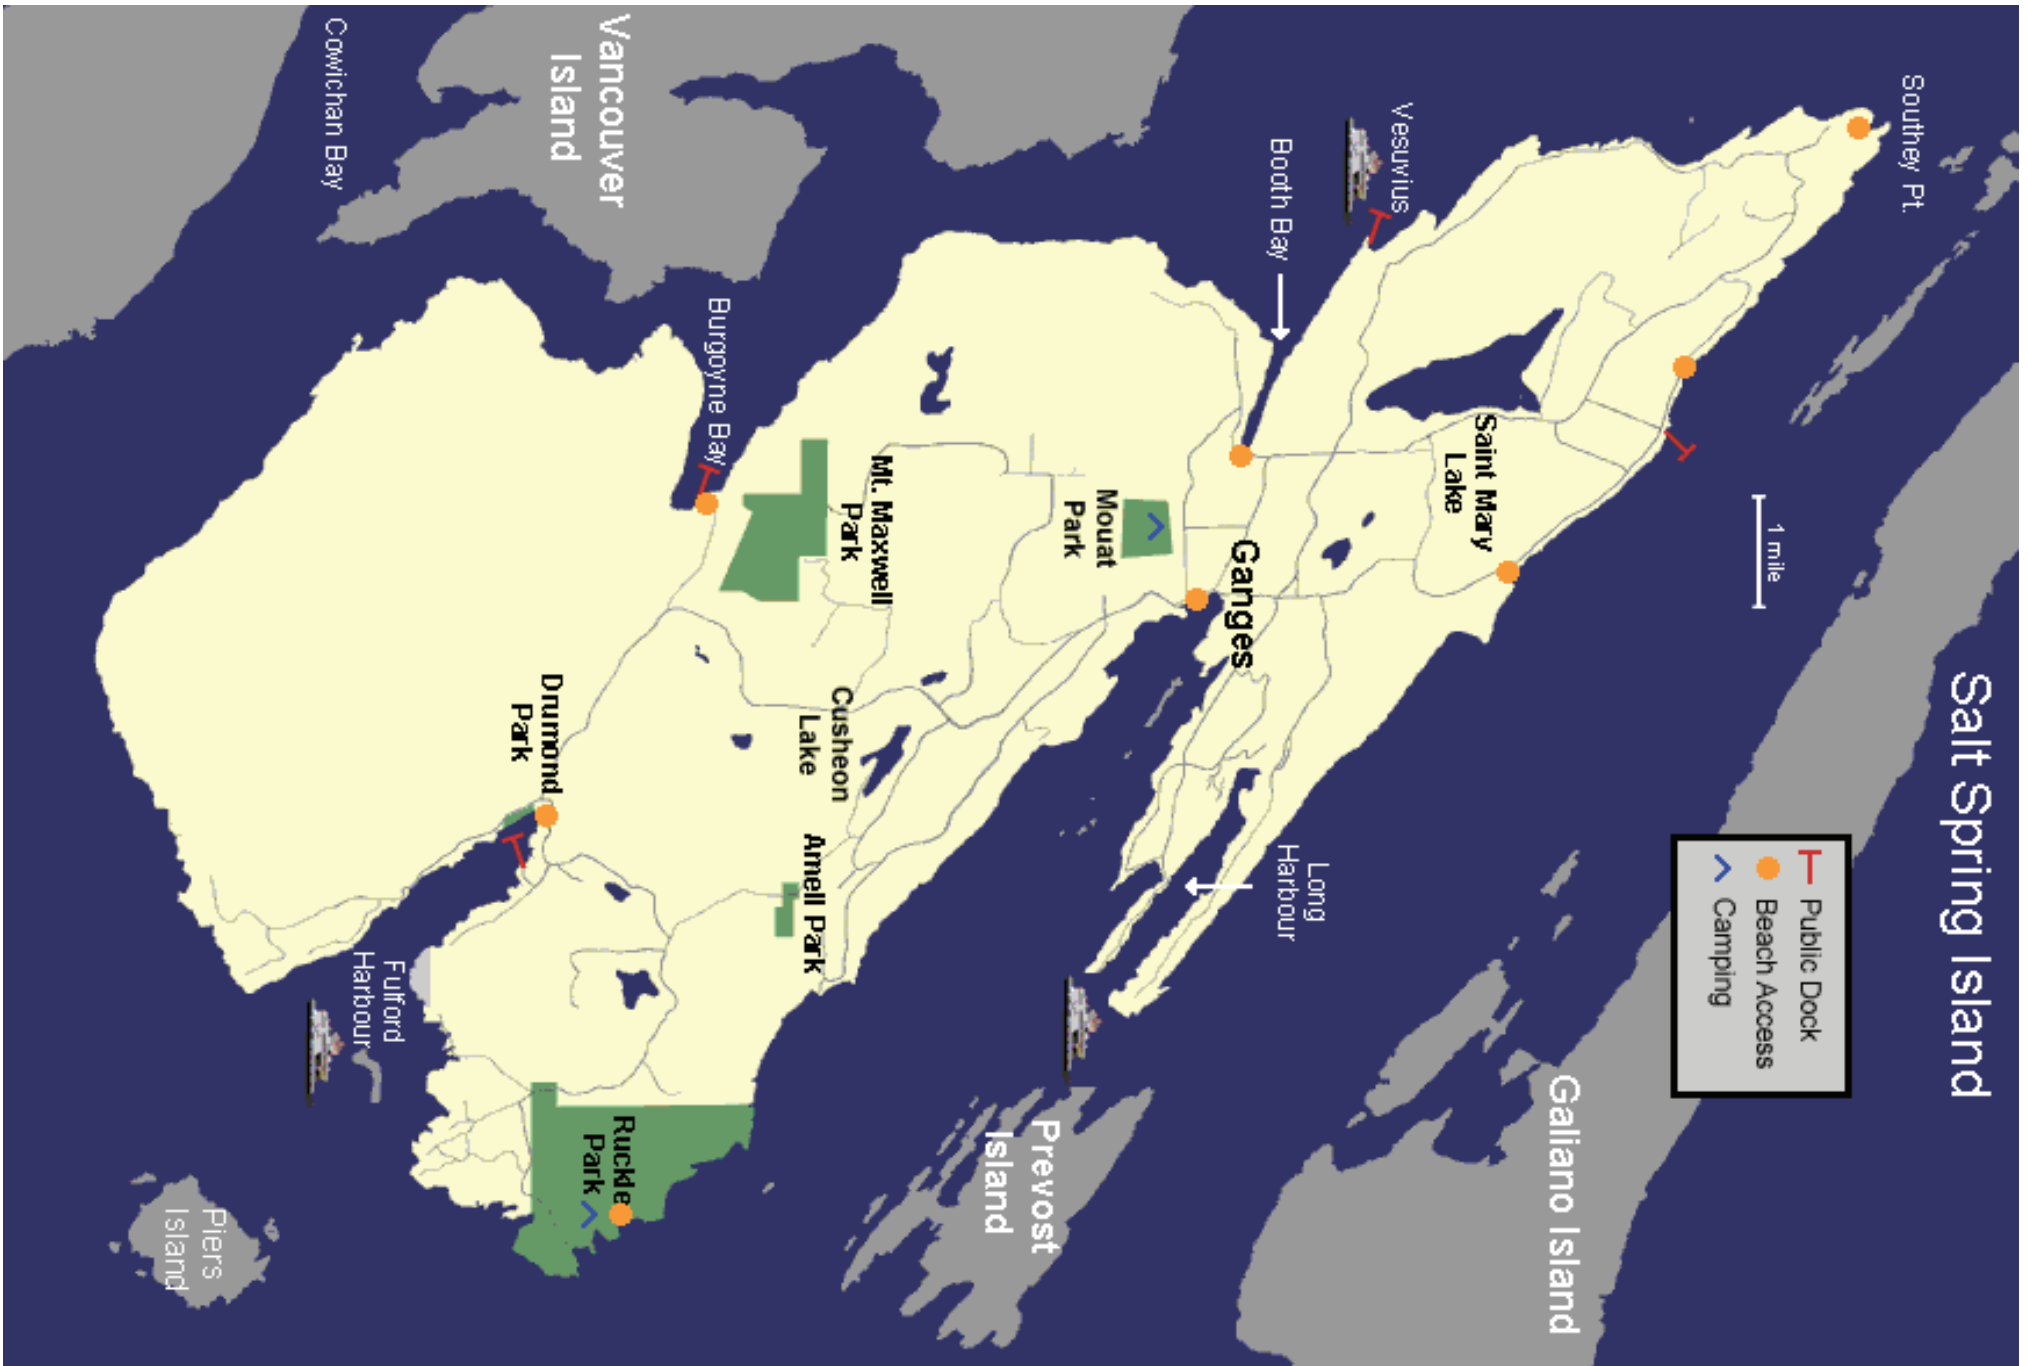 Salt Spring Island
Southey Pt.
Public Dock
Beach Access
Camping
1 mile
Galiano Island
Vesuvius
Saint Mary
Lake
Booth Bay
Long
Harbour
Ganges
Mouat
Park
Prevost
Island
Mt. Maxwell
Park
Cusheon
Lake
Arnell Park
Burgoyne Bay
Vancouver
Island
Ruckle
Park
Drumond
Park
Fulford
Harbour
Cowichan Bay
Piers
Island